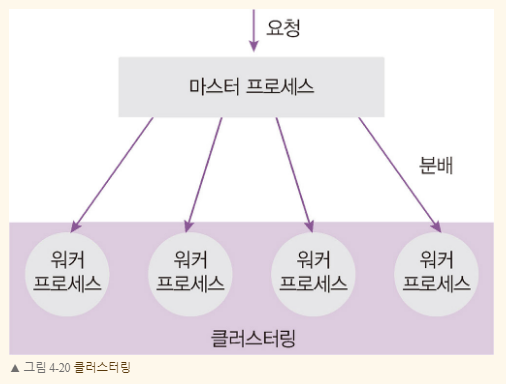 요청
마스터 프로세스
분배
워커
프로세스
워커
프로세스
워커
프로세스
워커
프로세스
클러스터링
▲ 그림 4-20 클러스터링